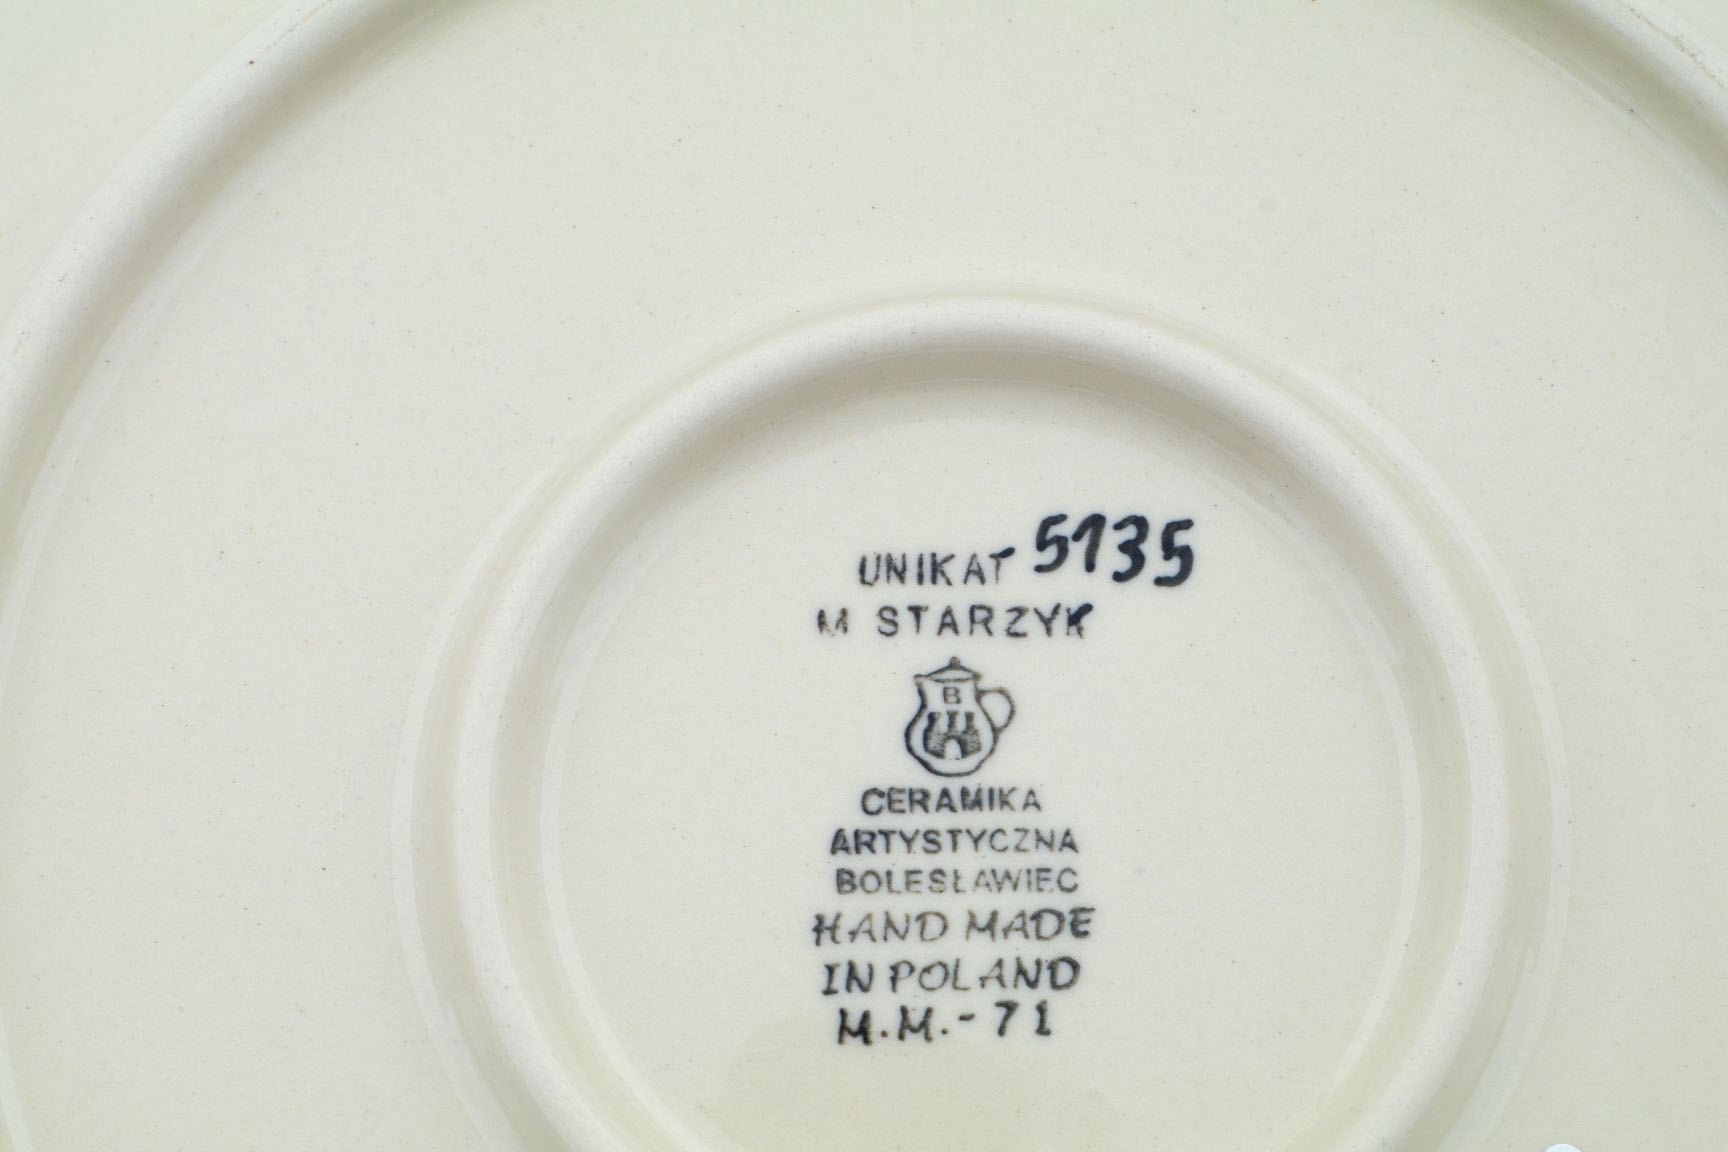 UNIKAT 5135
M STARZYK
B
CERAMIKA
ARTYSTYCZNA
BOLESŁAWIEC
HAND MADE
IN POLAND
M.M.-71